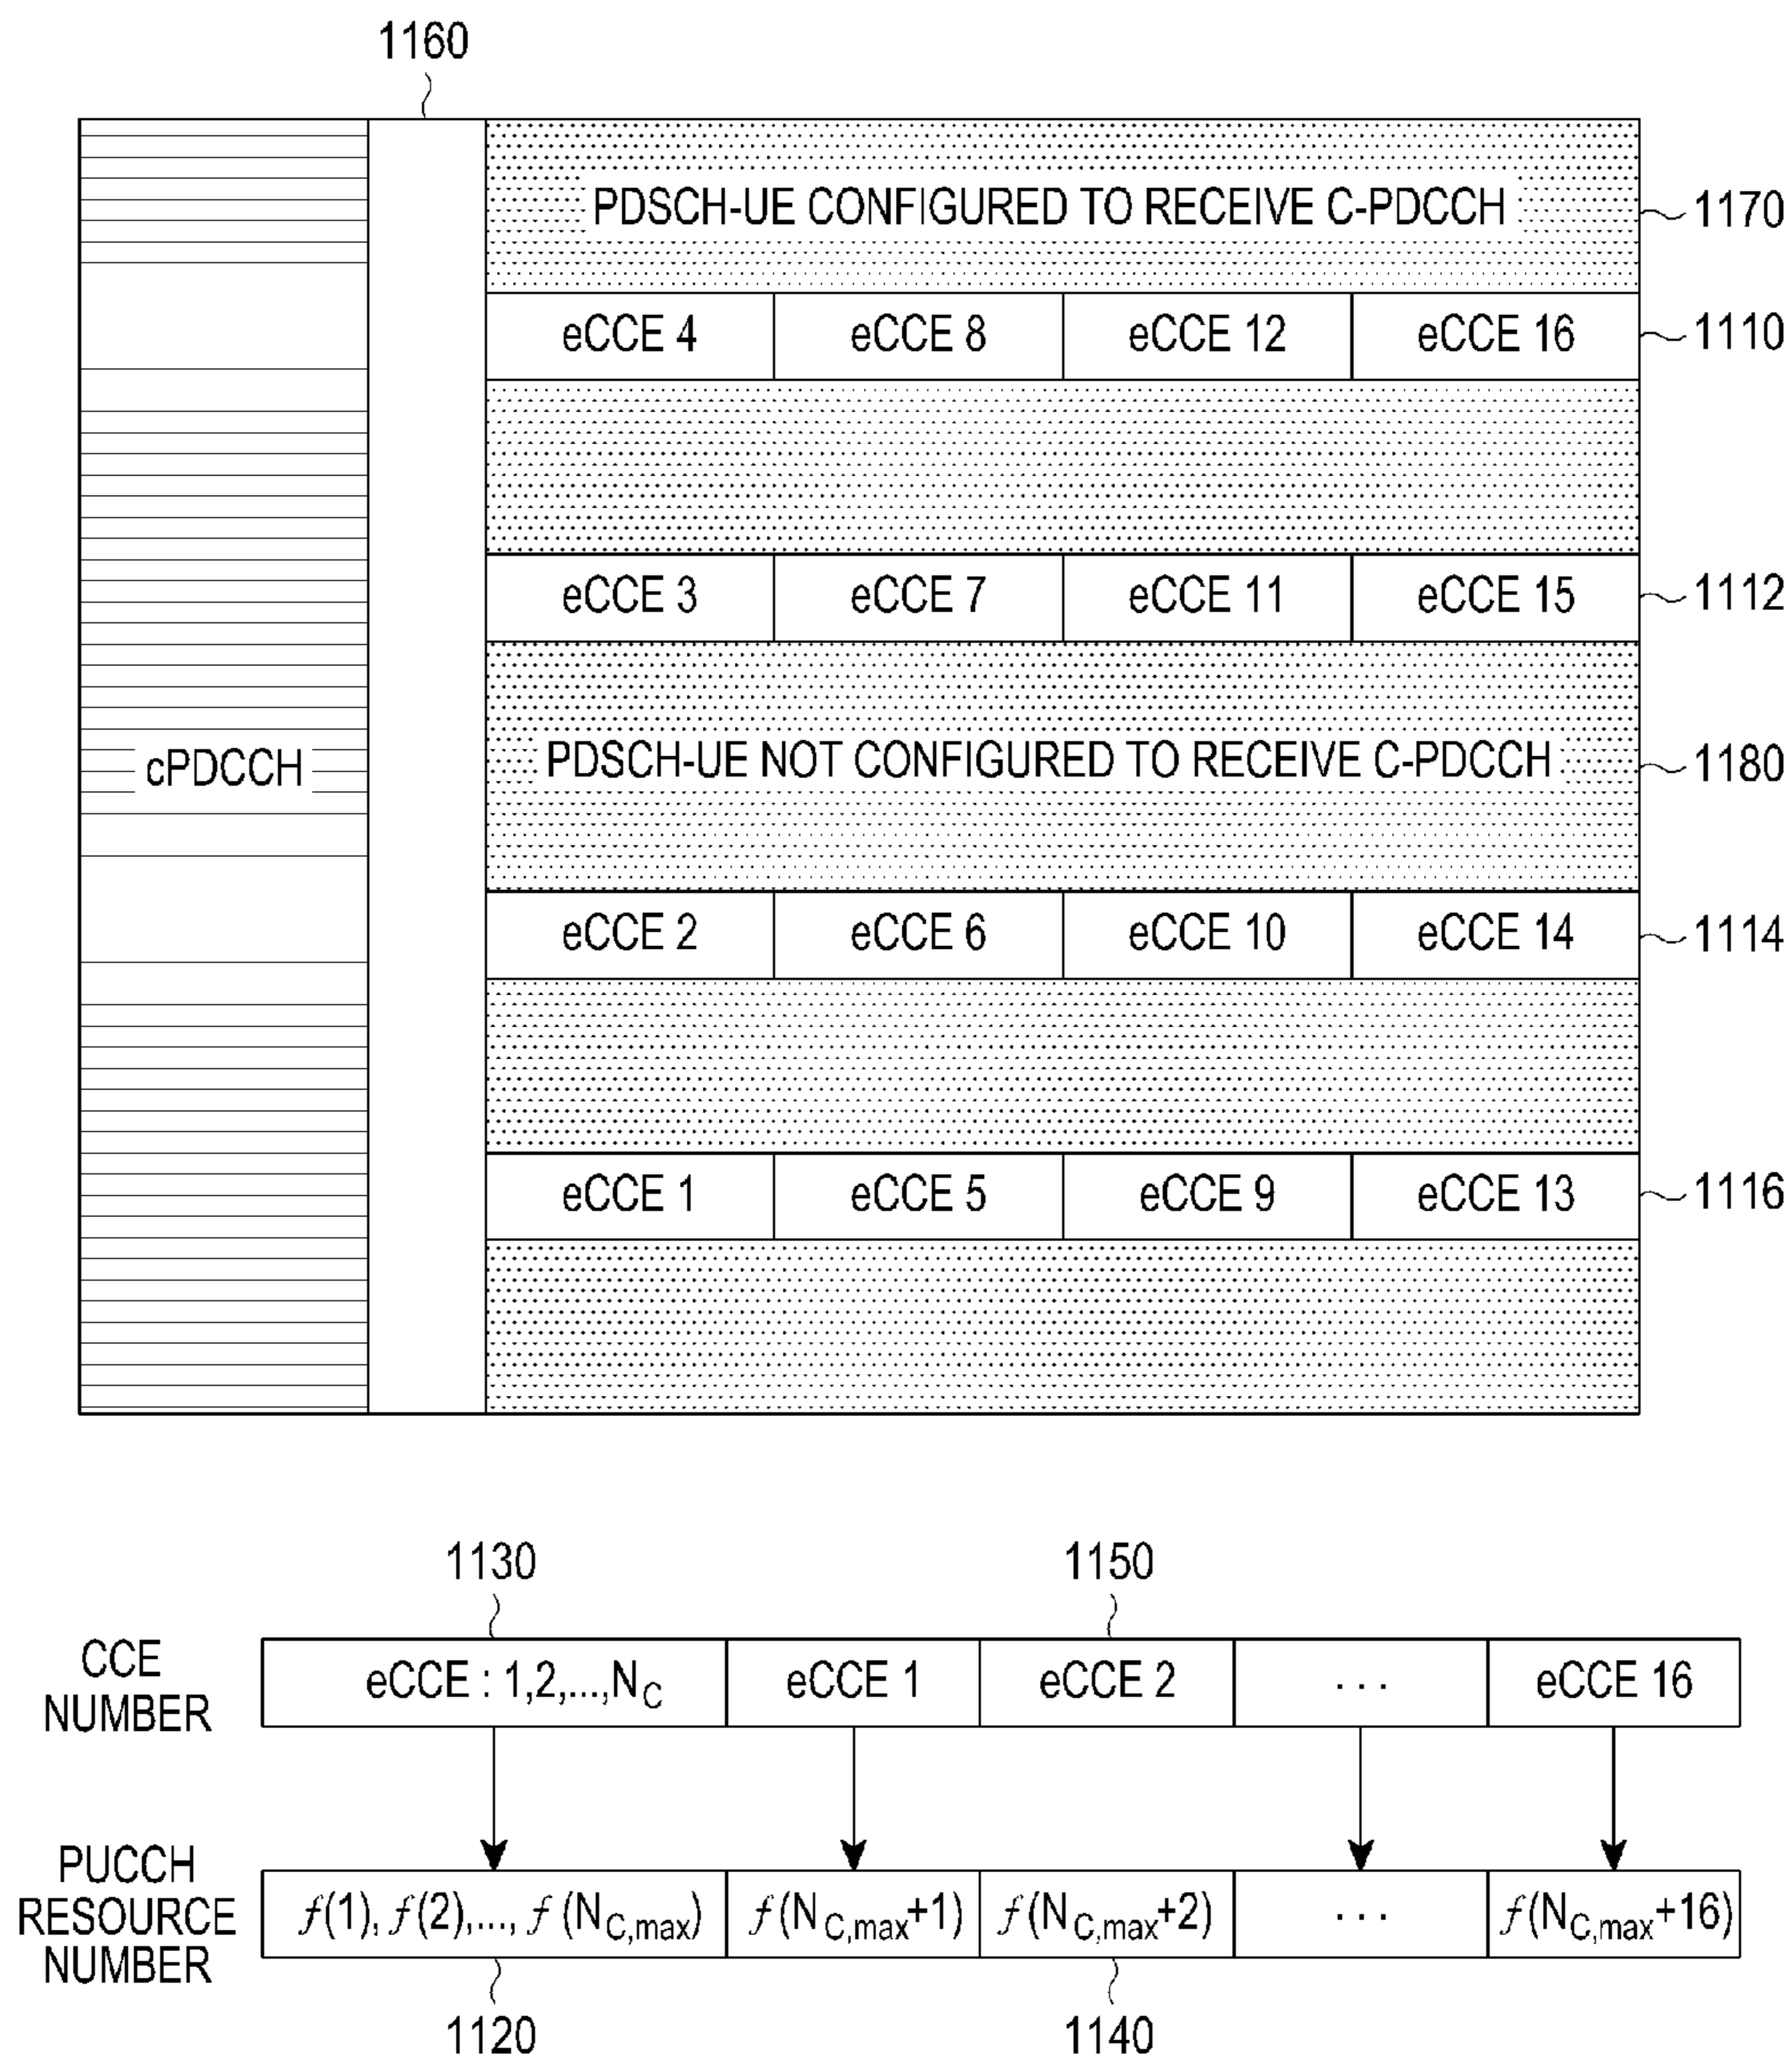 1160
PDSCH-UE CONFIGURED TO RECEIVE C-PDCCH
1170
eCCE 4 eCCE 8 eCCE 12 eCCE 16
1110
eCCE 3 eCCE 7 eCCE 11 eCCE 15
1112
cPDCCH
PDSCH-UE NOT CONFIGURED TO RECEIVE C-PDCCH
1180
eCCE 2 eCCE 6 eCCE 10 eCCE 14
1114
eCCE 1 eCCE 5 eCCE 9 eCCE 13
1116
1130 1150
CCE
NUMBER
eCCE : 1,2,...,N_C eCCE 1 eCCE 2 ... eCCE 16
PUCCH
RESOURCE
NUMBER
f(1), f(2),..., f (N_C,max) f(N_C,max+1) f(N_C,max+2) ... f(N_C,max+16)
1120 1140